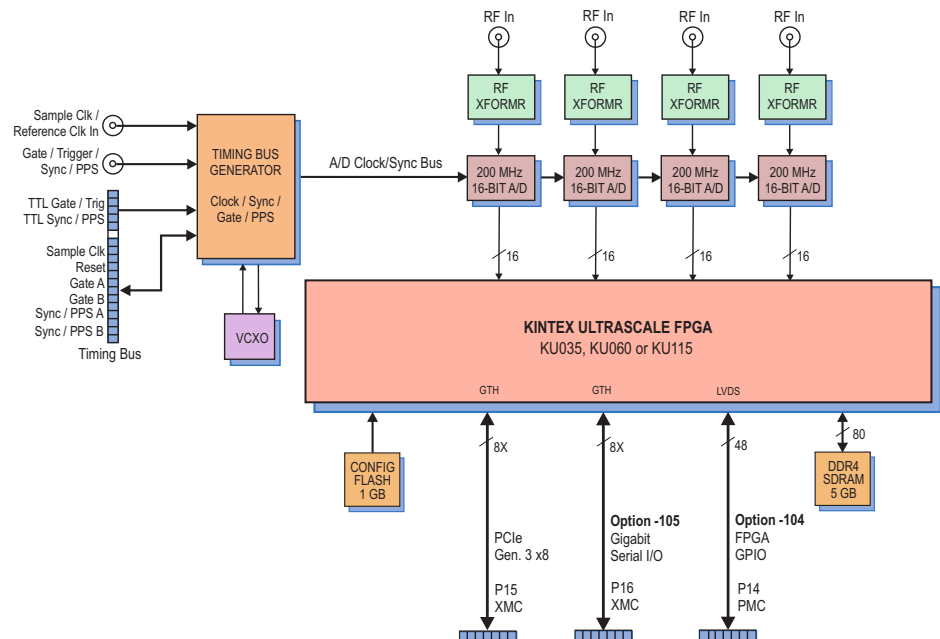 RF In
RF In
RF In
RF In
RF
XFORMR
RF
XFORMR
RF
XFORMR
RF
XFORMR
Sample Clk /
Reference Clk In
Gate / Trigger /
Sync / PPS
TTL Gate / Trig
TTL Sync / PPS
Sample Clk
Reset
Gate A
Gate B
Sync / PPS A
Sync / PPS B
Timing Bus
TIMING BUS
GENERATOR
Clock / Sync /
Gate / PPS
VCXO
A/D Clock/Sync Bus
200 MHz
16-BIT A/D
200 MHz
16-BIT A/D
200 MHz
16-BIT A/D
200 MHz
16-BIT A/D
16
16
16
16
KINTEX ULTRASCALE FPGA
KU035, KU060 or KU115
GTH
GTH
LVDS
CONFIG
FLASH
1 GB
8X
8X
48
80
DDR4
SDRAM
5 GB
PCIe
Gen. 3 x8
P15
XMC
Option -105
Gigabit
Serial I/O
P16
XMC
Option -104
FPGA
GPIO
P14
PMC